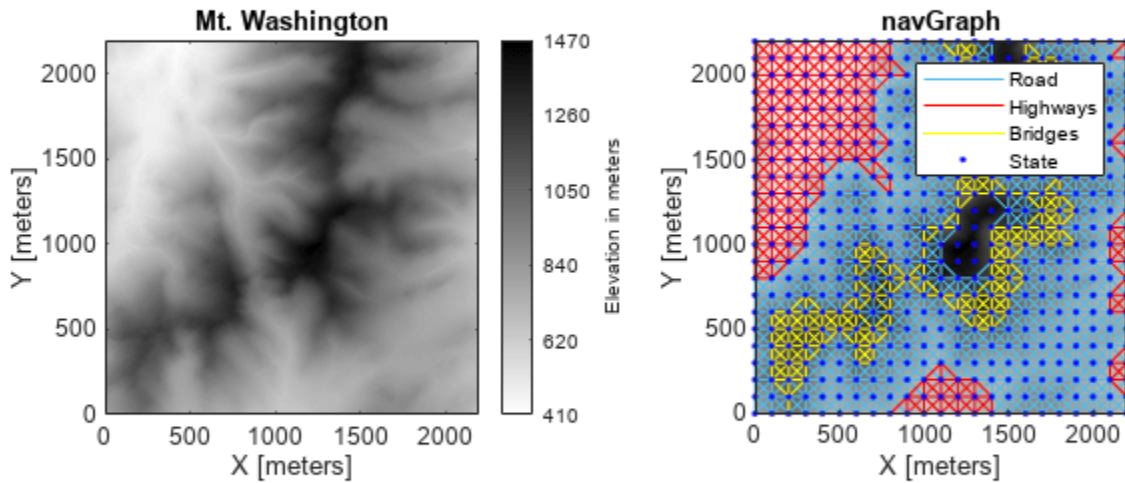 Mt. Washington
2000
1500
1000
500
0
Y [meters]
0 500 1000 1500 2000
X [meters]
1470
1260
1050
840
620
410
Elevation in meters
navGraph
2000
1500
1000
500
0
Y [meters]
0 500 1000 1500 2000
X [meters]
Road
Highways
Bridges
State